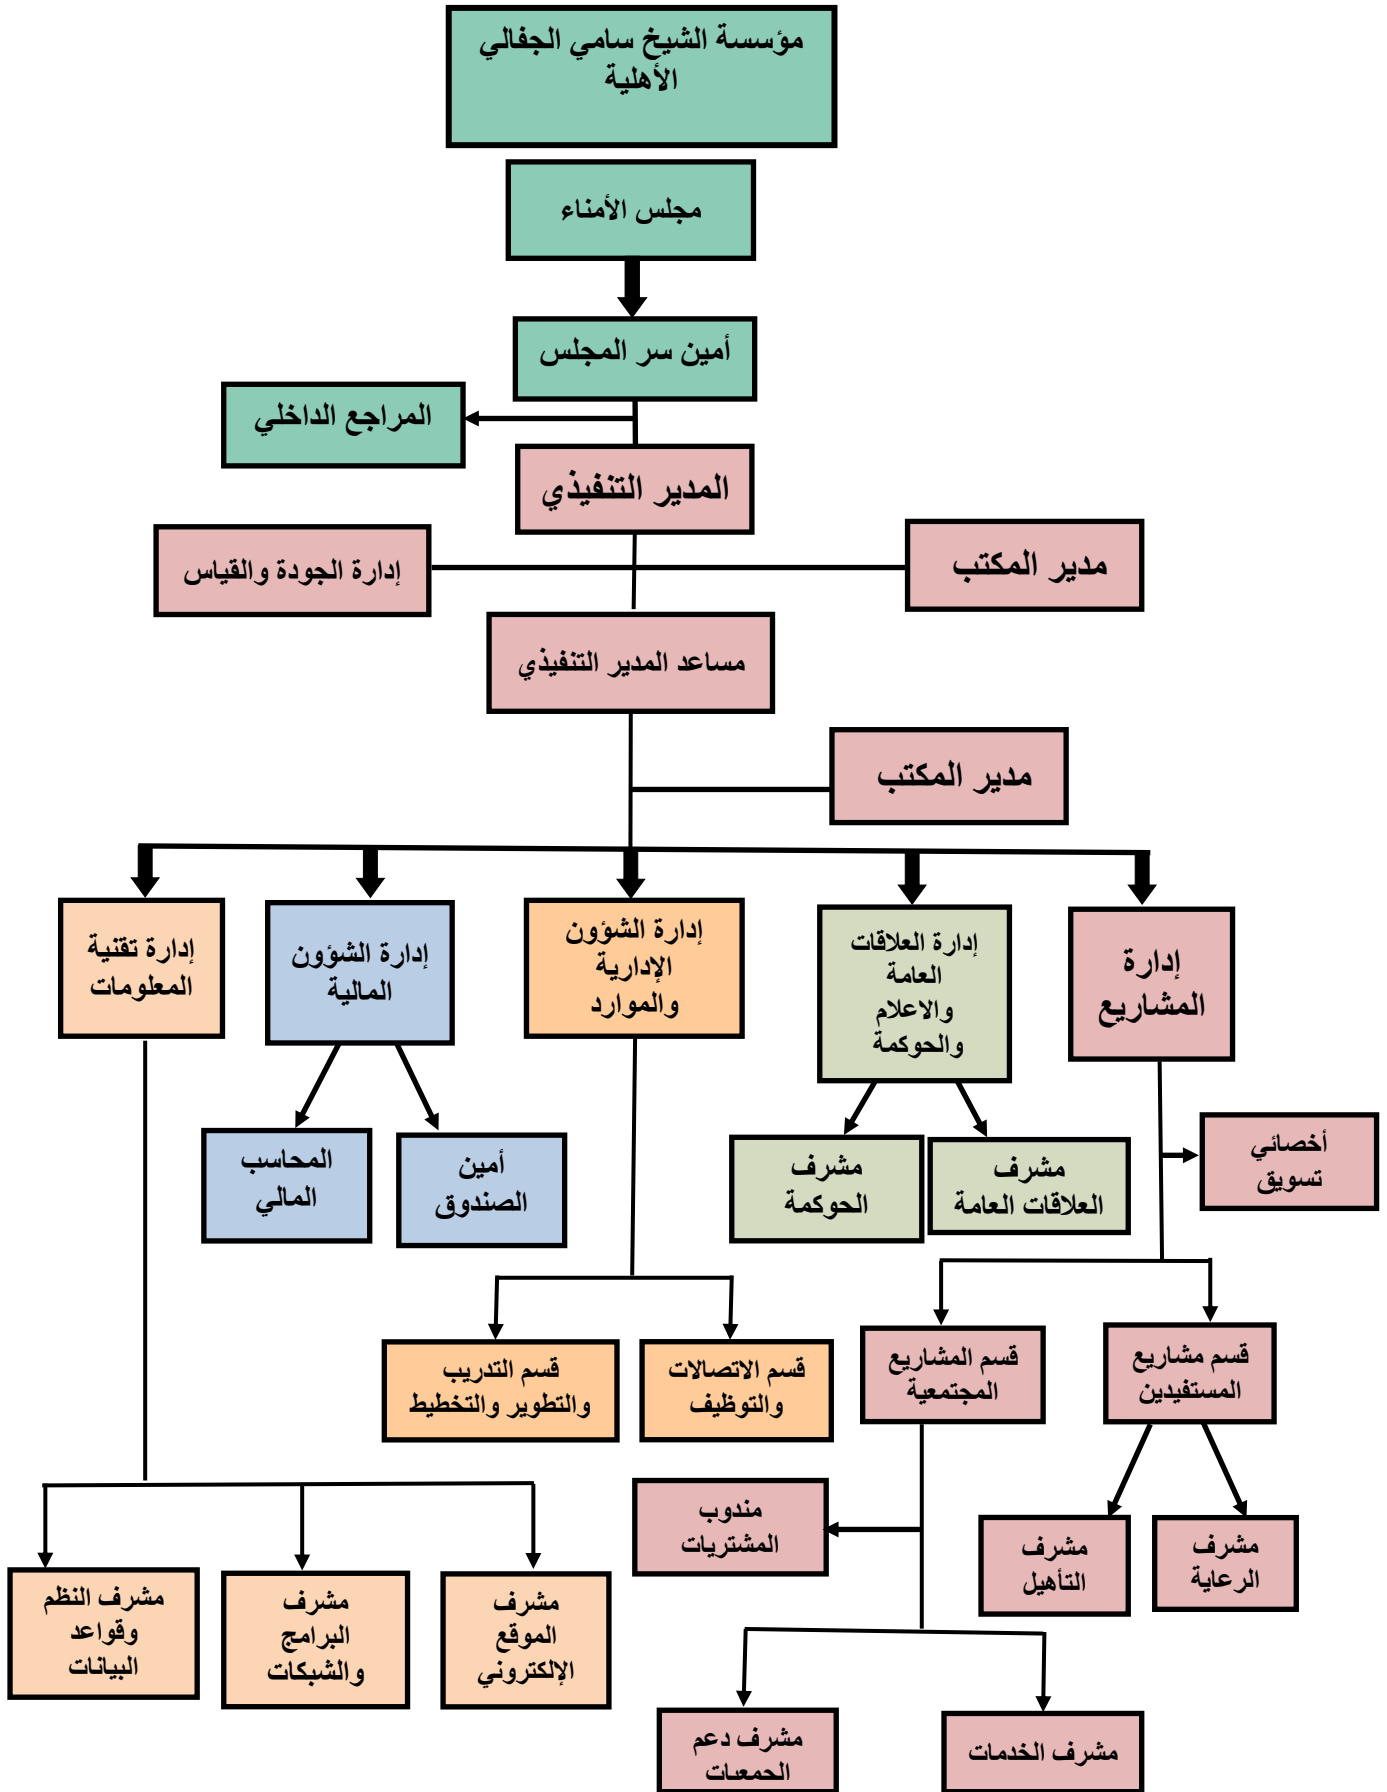 مؤسسة الشيخ سامي الجفالي
الأهلية
مجلس الأمناء
أمين سر المجلس
المراجع الداخلي
المدير التنفيذي
مدير المكتب
إدارة الجودة والقياس
مساعد المدير التنفيذي
مدير المكتب
إدارة
المشاريع
إدارة العلاقات
العامة
والاعلام
والحوكمة
إدارة الشؤون
الإدارية
والموارد
إدارة الشؤون
المالية
إدارة تقنية
المعلومات
أخصائي
تسويق
مشرف
العلاقات العامة
مشرف
الحوكمة
أمين
الصندوق
المحاسب
المالي
قسم مشاريع
المستفيدين
قسم المشاريع
المجتمعية
قسم الاتصالات
والتوظيف
قسم التدريب
والتطوير والتخطيط
مشرف
الرعاية
مشرف
التأهيل
مندوب
المشتريات
مشرف
الموقع
الإلكتروني
مشرف
البرامج
والشبكات
مشرف النظم
وقواعد
البيانات
مشرف الخدمات
مشرف دعم
الجمعيات